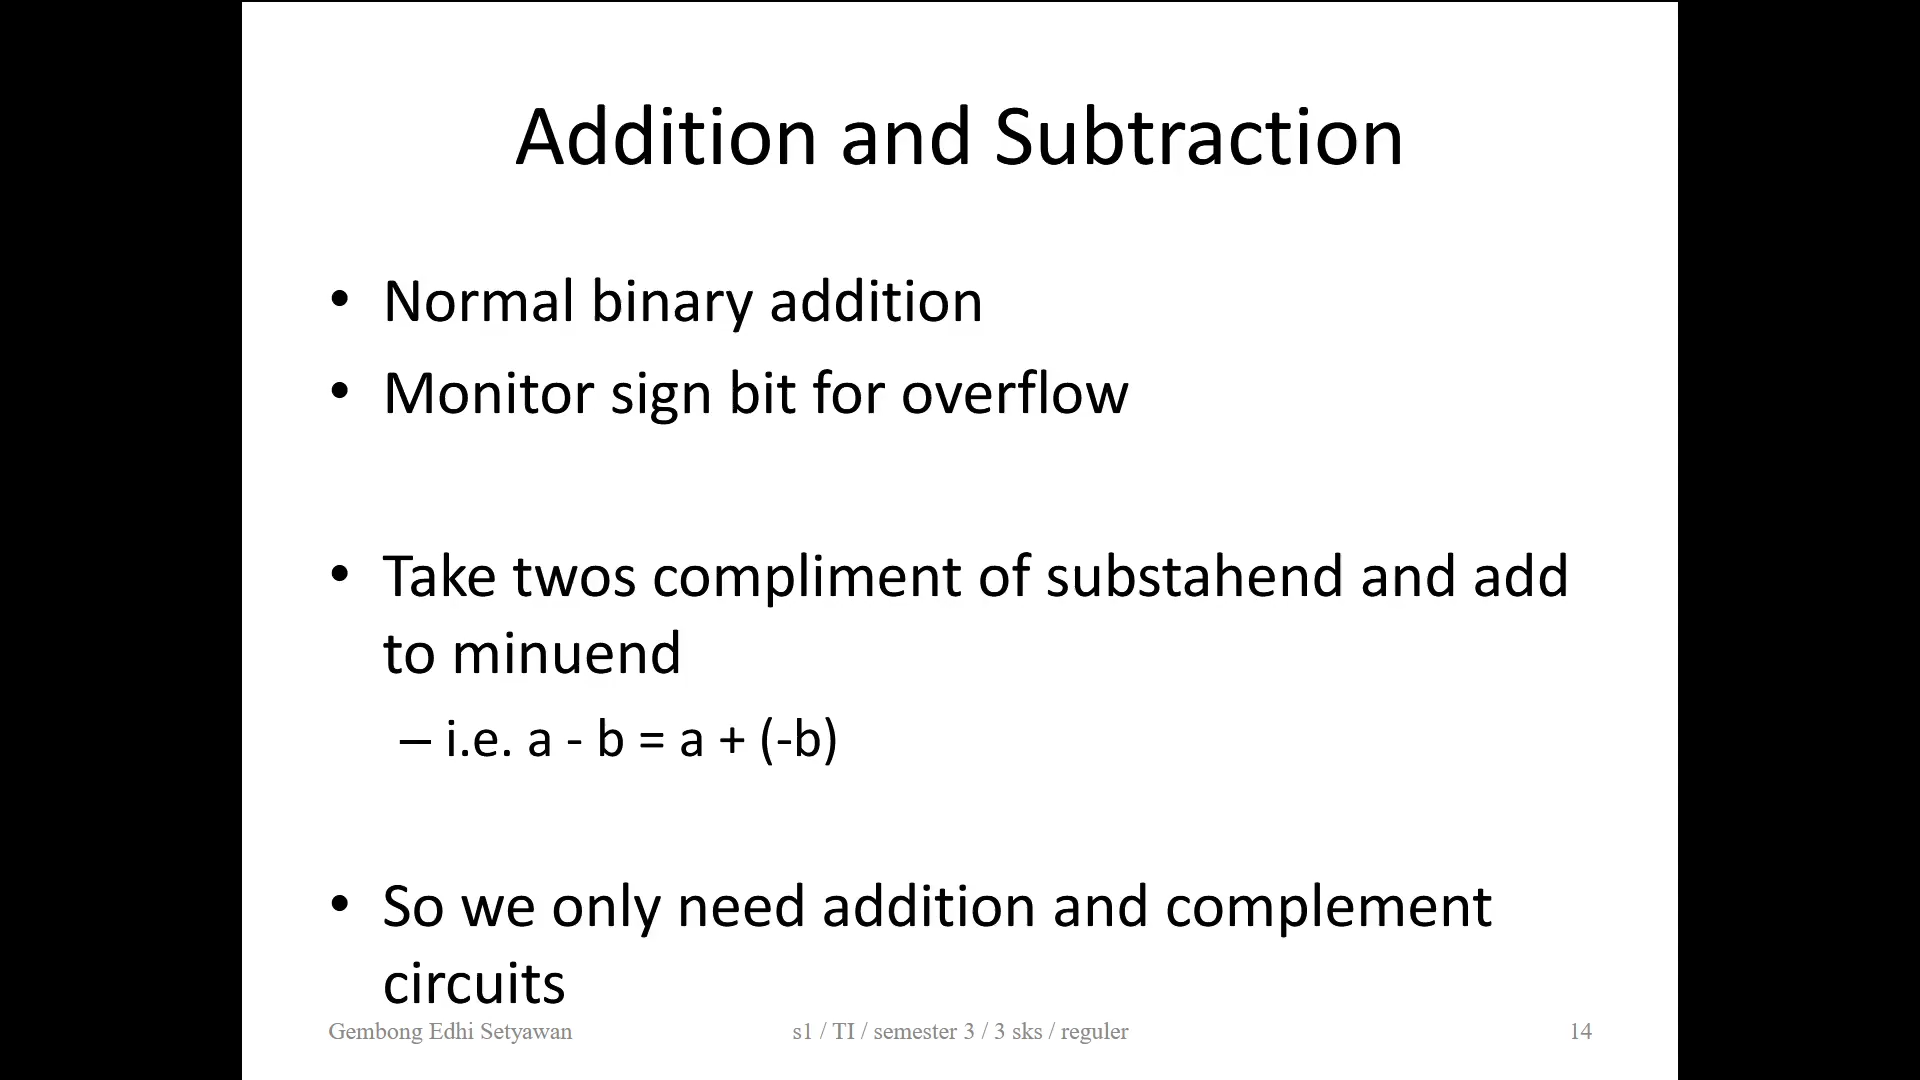 Addition and Subtraction
• Normal binary addition
• Monitor sign bit for overflow
• Take twos compliment of substahend and add
to minuend
– i.e. a - b = a + (-b)
• So we only need addition and complement
circuits
Gembong Edhi Setyawan s1 / TI / semester 3 / 3 sks / reguler 14